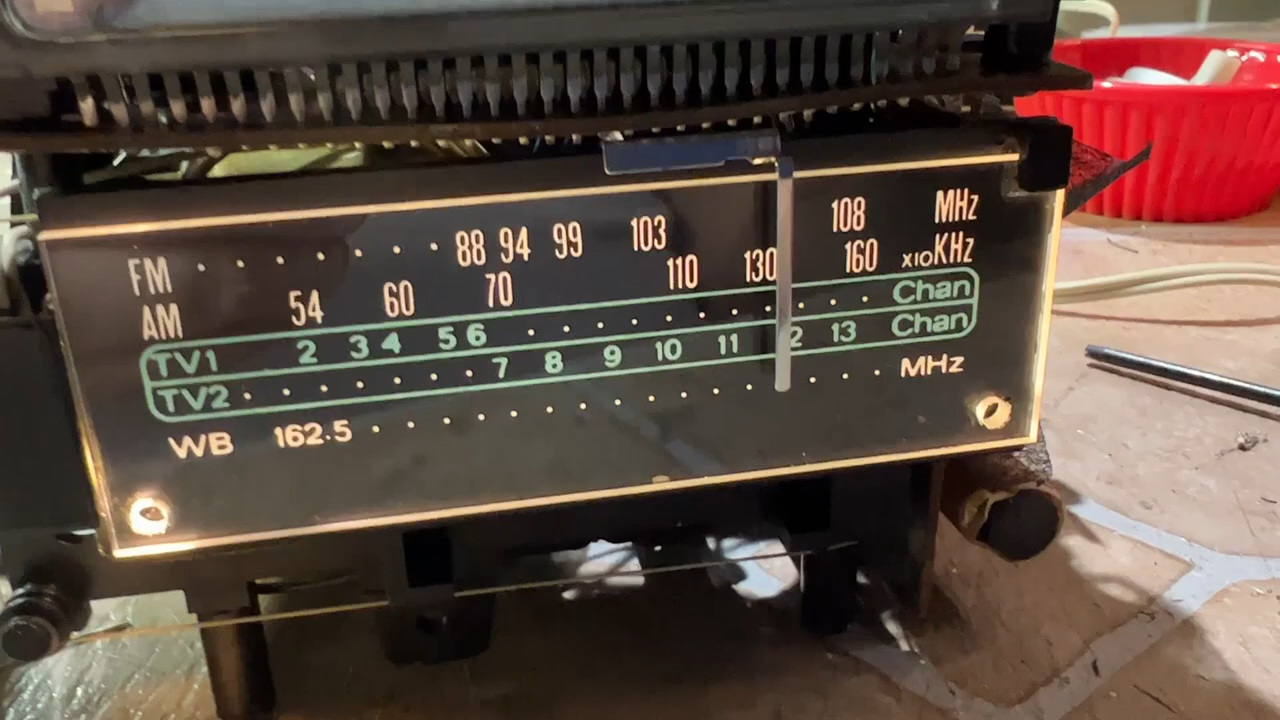 FM 88 94 99 103 108 MHz
AM 54 60 70 110 130 160 x10KHz
TV1 2 3 4 5 6 Chan
TV2 7 8 9 10 11 2 13 Chan
WB 162.5 MHz